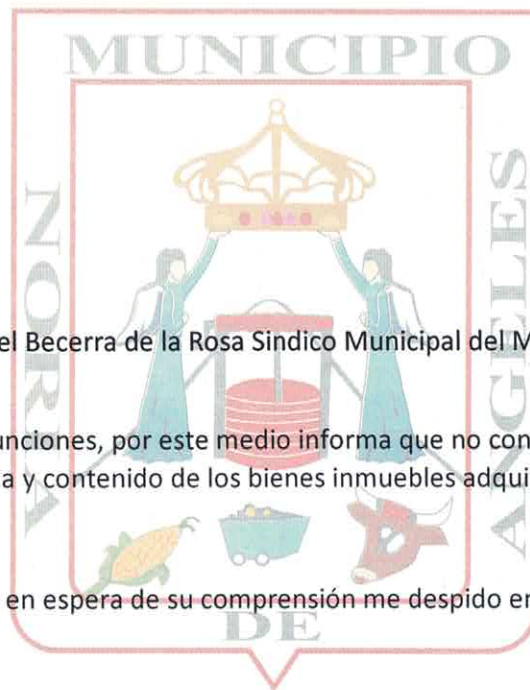 MUNICIPIO
NORIA
ANGELES
el Becerra de la Rosa Sindico Municipal del M
unciones, por este medio informa que no con
a y contenido de los bienes inmuebles adqui
en espera de su comprensión me despido en
DE